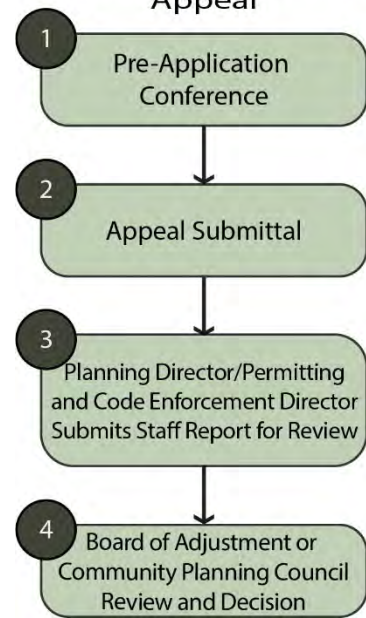 Appeal
1
Pre-Application
Conference
2
Appeal Submittal
3
Planning Director/Permitting
and Code Enforcement Director
Submits Staff Report for Review
4
Board of Adjustment or
Community Planning Council
Review and Decision